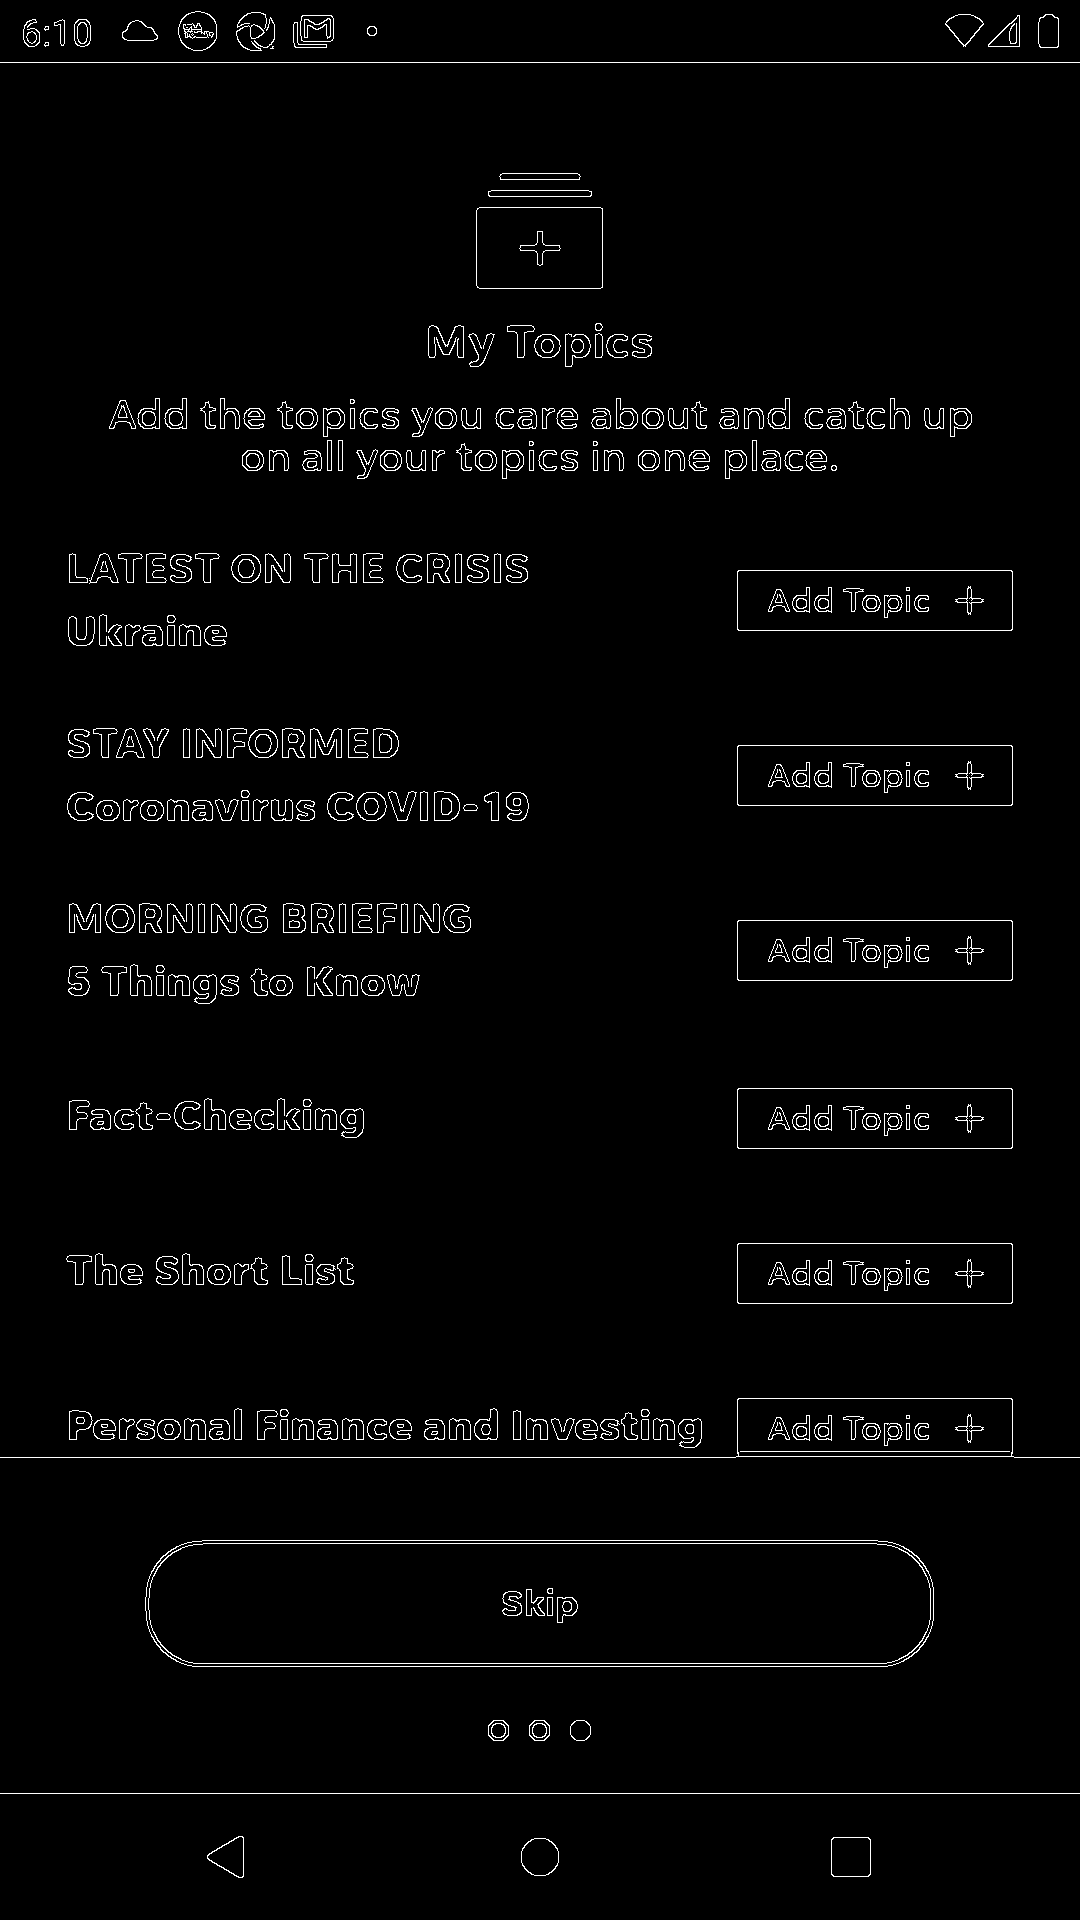 6:10
My Topics
Add the topics you care about and catch up
on all your topics in one place.
LATEST ON THE CRISIS
Ukraine
Add Topic
STAY INFORMED
Coronavirus COVID-19
Add Topic
MORNING BRIEFING
5 Things to Know
Add Topic
Fact-Checking
Add Topic
The Short List
Add Topic
Personal Finance and Investing
Add Topic
Skip